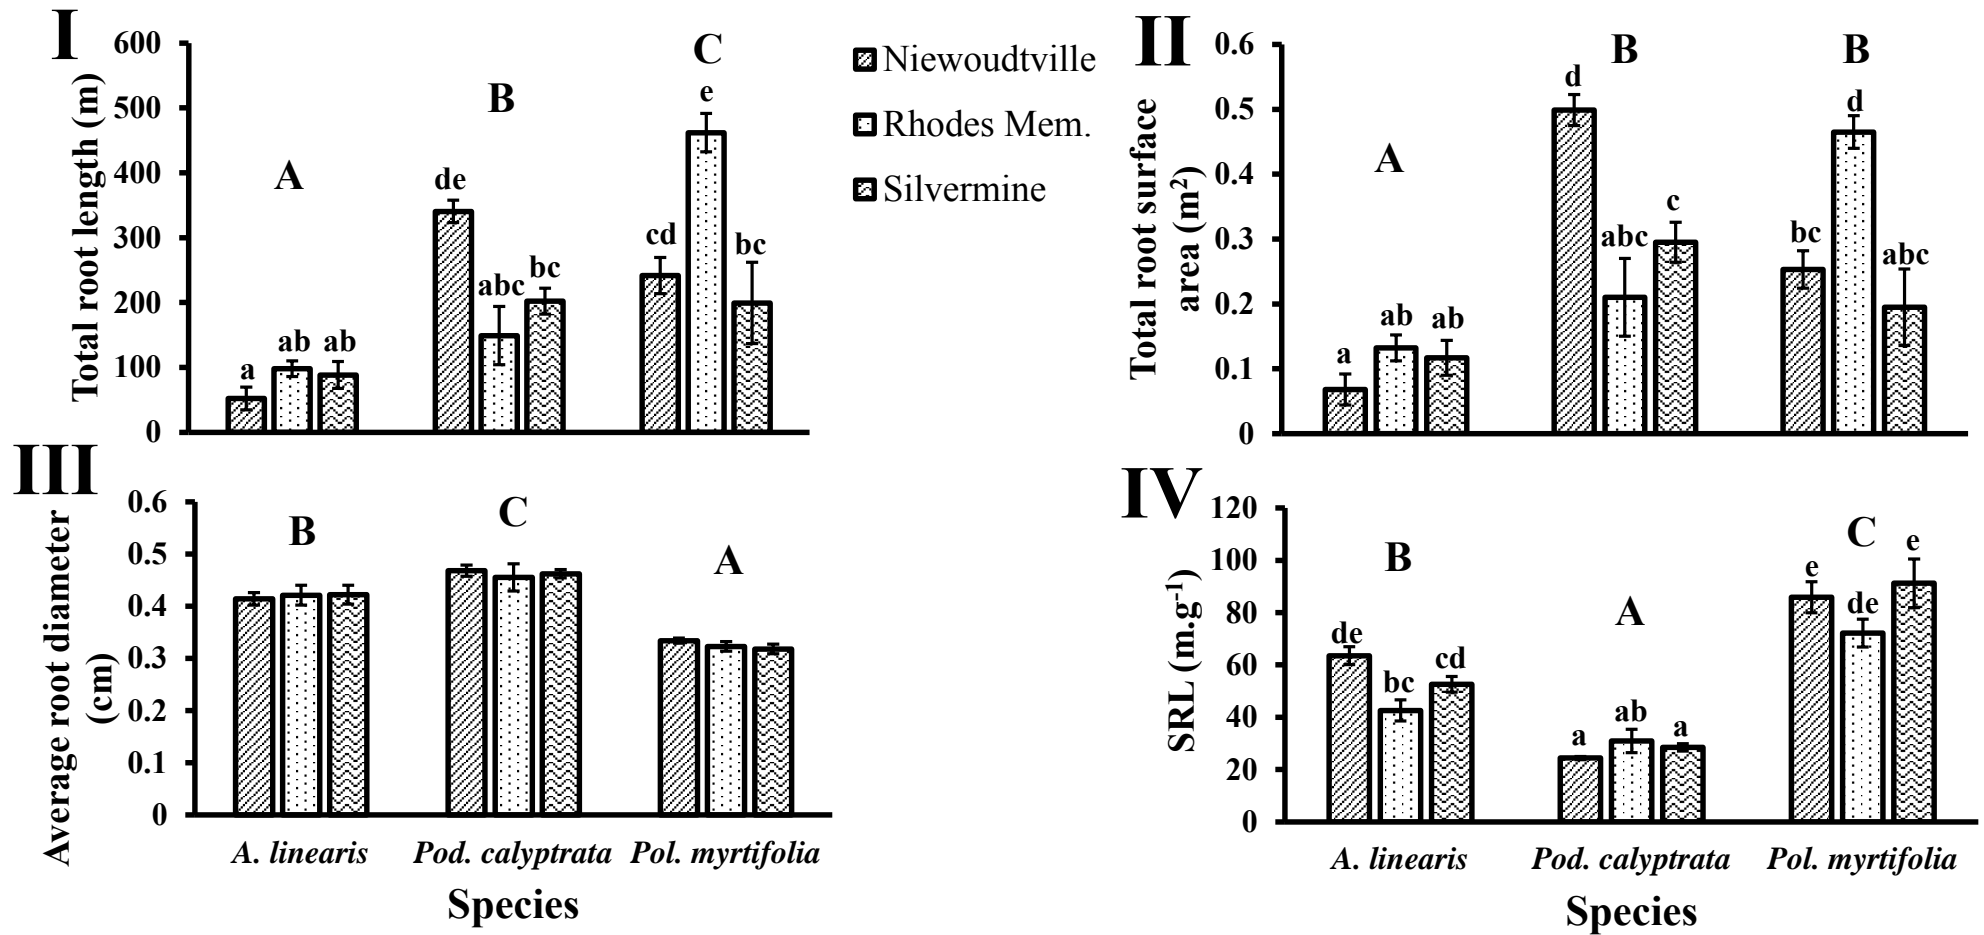 I
Total root length (m)
600
500
400
300
200
100
0
A
B
C
a
ab
ab
de
abc
bc
cd
e
bc
Niewoudtville
Rhodes Mem.
Silvermine
II
Total root surface
area (m²)
0.6
0.5
0.4
0.3
0.2
0.1
0
A
B
B
a
ab
ab
d
abc
c
bc
d
abc
III
Average root diameter
(cm)
0.6
0.5
0.4
0.3
0.2
0.1
0
B
C
A
A. linearis
Pod. calyptrata
Pol. myrtifolia
Species
IV
SRL (m.g⁻¹)
120
100
80
60
40
20
0
B
A
C
de
bc
cd
a
ab
a
e
de
e
A. linearis
Pod. calyptrata
Pol. myrtifolia
Species